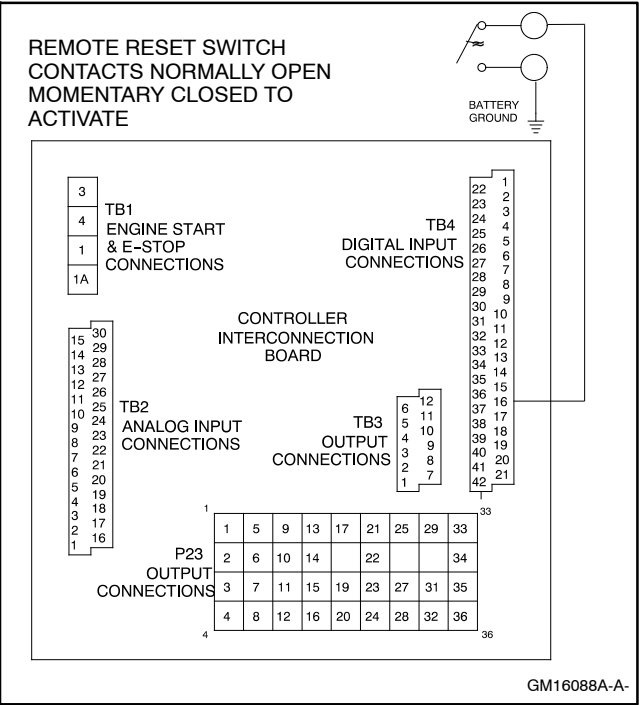 REMOTE RESET SWITCH
CONTACTS NORMALLY OPEN
MOMENTARY CLOSED TO
ACTIVATE
BATTERY
GROUND
3
4
1
1A
TB1
ENGINE START
& E-STOP
CONNECTIONS
TB4
DIGITAL INPUT
CONNECTIONS
22 1
23 2
24 3
25 4
26 5
27 6
28 7
29 8
30 9
31 10
32 11
33 12
34 13
35 14
36 15
37 16
38 17
39 18
40 19
41 20
42 21
CONTROLLER
INTERCONNECTION
BOARD
15 30
14 29
13 28
12 27
11 26
10 25
9 24
8 23
7 22
6 21
5 20
4 19
3 18
2 17
1 16
TB2
ANALOG INPUT
CONNECTIONS
TB3
OUTPUT
CONNECTIONS
6 12
5 11
4 10
3 9
2 8
1 7
P23
OUTPUT
CONNECTIONS
1 33
1 5 9 13 17 21 25 29 33
2 6 10 14 22 34
3 7 11 15 19 23 27 31 35
4 8 12 16 20 24 28 32 36
4 36
GM16088A-A-